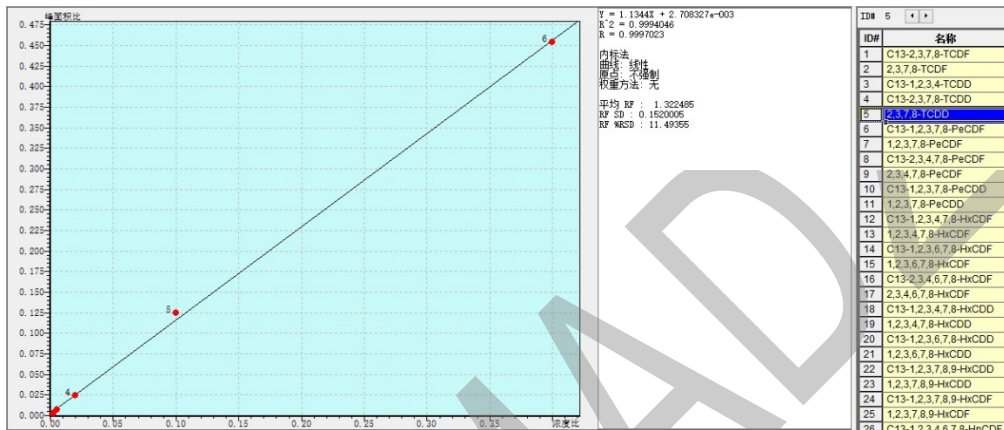 峰面积比
0.475
0.450
0.425
0.400
0.375
0.350
0.325
0.300
0.275
0.250
0.225
0.200
0.175
0.150
0.125
0.100
0.075
0.050
0.025
0.000
0.00 0.05 0.10 0.15 0.20 0.25 0.30 0.35 浓度比
4
5
6
Y = 1.1344X + 2.708327e-003
R^2 = 0.9994046
R = 0.9997023
内标法
曲线: 线性
原点: 不强制
权重方法: 无
平均 RF : 1.322485
RF SD : 0.1520005
RF %RSD : 11.49355
ID# 5
ID# 名称
1 C13-2,3,7,8-TCDF
2 2,3,7,8-TCDF
3 C13-1,2,3,4-TCDD
4 C13-2,3,7,8-TCDD
5 2,3,7,8-TCDD
6 C13-1,2,3,7,8-PeCDF
7 1,2,3,7,8-PeCDF
8 C13-2,3,4,7,8-PeCDF
9 2,3,4,7,8-PeCDF
10 C13-1,2,3,7,8-PeCDD
11 1,2,3,7,8-PeCDD
12 C13-1,2,3,4,7,8-HxCDF
13 1,2,3,4,7,8-HxCDF
14 C13-1,2,3,6,7,8-HxCDF
15 1,2,3,6,7,8-HxCDF
16 C13-2,3,4,6,7,8-HxCDF
17 2,3,4,6,7,8-HxCDF
18 C13-1,2,3,4,7,8-HxCDD
19 1,2,3,4,7,8-HxCDD
20 C13-1,2,3,6,7,8-HxCDD
21 1,2,3,6,7,8-HxCDD
22 C13-1,2,3,7,8,9-HxCDD
23 1,2,3,7,8,9-HxCDD
24 C13-1,2,3,7,8,9-HxCDF
25 1,2,3,7,8,9-HxCDF
26 C13-1,2,3,4,6,7,8-HpCDF